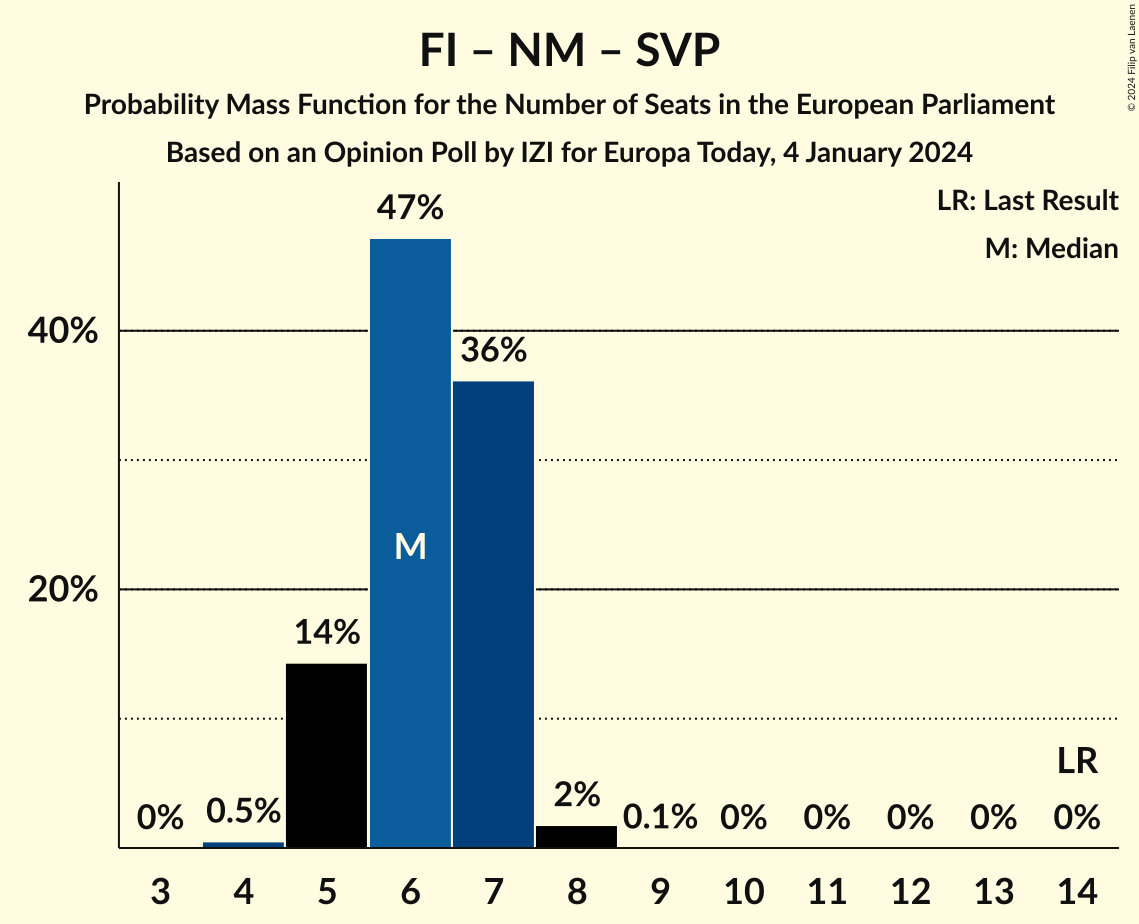 FI – NM – SVP
Probability Mass Function for the Number of Seats in the European Parliament
Based on an Opinion Poll by IZI for Europa Today, 4 January 2024
© 2024 Filip van Laenen
LR: Last Result
M: Median
47%
40%
36%
M
20%
14%
LR
0% 0.5% 2% 0.1% 0% 0% 0% 0% 0%
3 4 5 6 7 8 9 10 11 12 13 14